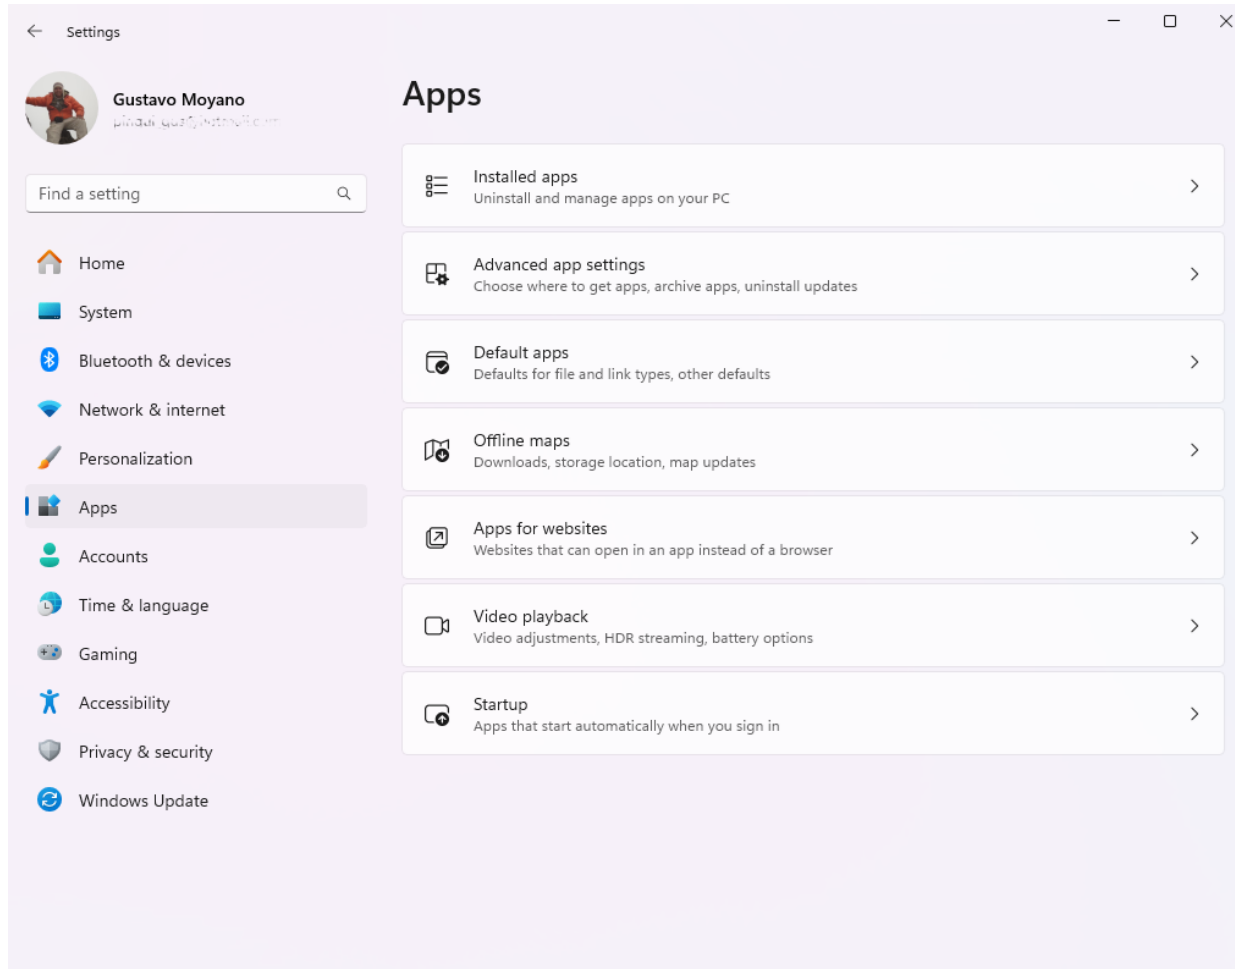 Settings
Gustavo Moyano
Find a setting
Home
System
Bluetooth & devices
Network & internet
Personalization
Apps
Accounts
Time & language
Gaming
Accessibility
Privacy & security
Windows Update
Apps
Installed apps
Uninstall and manage apps on your PC
Advanced app settings
Choose where to get apps, archive apps, uninstall updates
Default apps
Defaults for file and link types, other defaults
Offline maps
Downloads, storage location, map updates
Apps for websites
Websites that can open in an app instead of a browser
Video playback
Video adjustments, HDR streaming, battery options
Startup
Apps that start automatically when you sign in